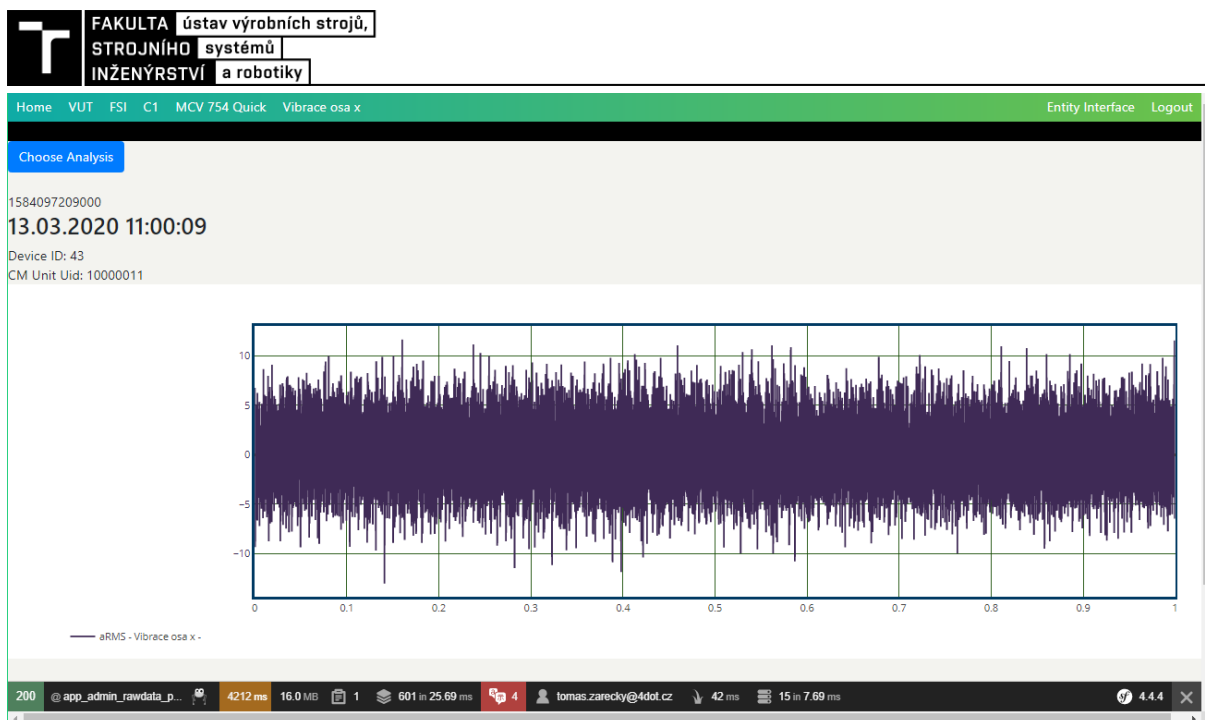 FAKULTA ústav výrobních strojů,
STROJNÍHO systémů
INŽENÝRSTVÍ a robotiky
Home VUT FSI C1 MCV 754 Quick Vibrace osa x Entity Interface Logout
Choose Analysis
1584097209000
13.03.2020 11:00:09
Device ID: 43
CM Unit Uid: 10000011
10
5
0
−5
−10
0 0.1 0.2 0.3 0.4 0.5 0.6 0.7 0.8 0.9 1
aRMS - Vibrace osa x -
200 @ app_admin_rawdata_p... 4212 ms 16.0 MB 1 601 in 25.69 ms 4 tomas.zarecky@4dot.cz 42 ms 15 in 7.69 ms sf 4.4.4